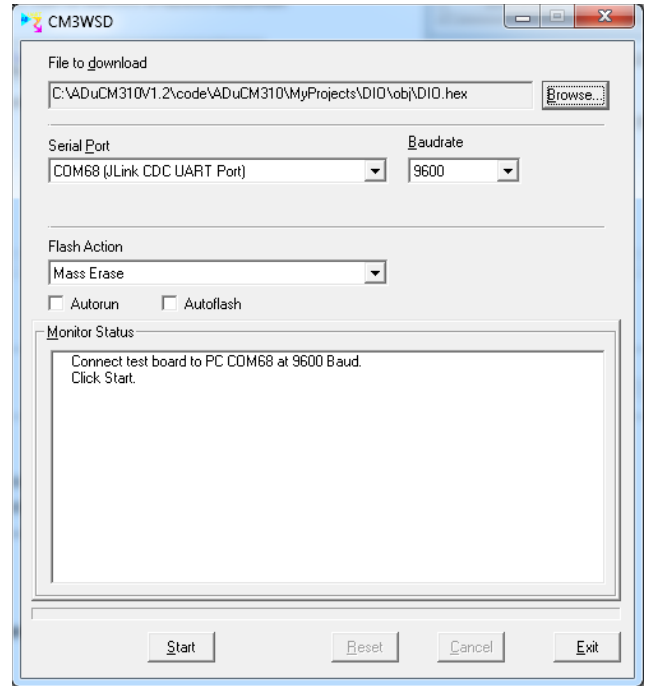 CM3WSD
File to download
C:\ADuCM310V1.2\code\ADuCM310\MyProjects\DIO\obj\DIO.hex
Browse...
Serial Port
Baudrate
COM68 (JLink CDC UART Port)
9600
Flash Action
Mass Erase
Autorun
Autoflash
Monitor Status
Connect test board to PC COM68 at 9600 Baud.
Click Start.
Start
Reset
Cancel
Exit